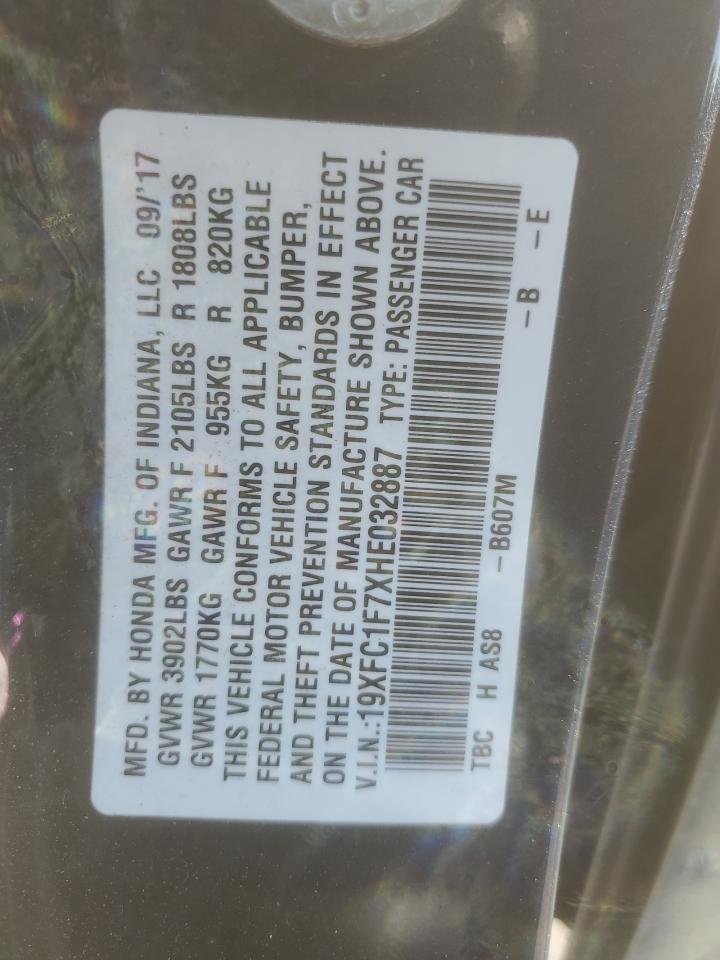 MFD. BY HONDA MFG. OF INDIANA, LLC 09/'17
GVWR 3902LBS GAWR F 2105LBS R 1808LBS
GVWR 1770KG GAWR F 955KG R 820KG
THIS VEHICLE CONFORMS TO ALL APPLICABLE
FEDERAL MOTOR VEHICLE SAFETY, BUMPER,
AND THEFT PREVENTION STANDARDS IN EFFECT
ON THE DATE OF MANUFACTURE SHOWN ABOVE.
V.I.N.:19XFC1F7XHE032887 TYPE: PASSENGER CAR
TBC H AS8 -B607M -B -E